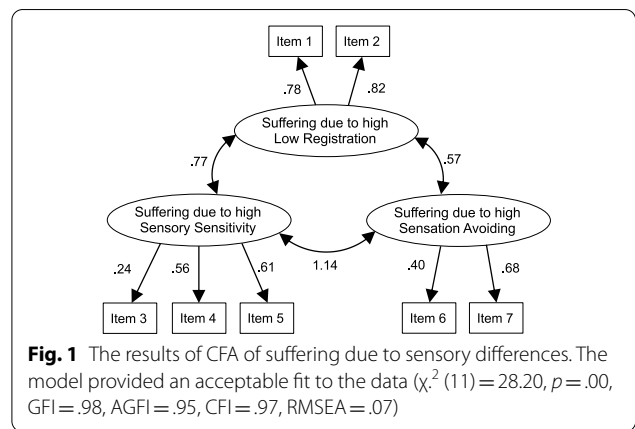 Item 1 Item 2
.78 .82
Suffering due to high
Low Registration
.77 .57
Suffering due to high
Sensory Sensitivity
Suffering due to high
Sensation Avoiding
1.14
.24 .56 .61 .40 .68
Item 3 Item 4 Item 5 Item 6 Item 7
Fig. 1 The results of CFA of suffering due to sensory differences. The
model provided an acceptable fit to the data (χ.² (11) = 28.20, p = .00,
GFI = .98, AGFI = .95, CFI = .97, RMSEA = .07)